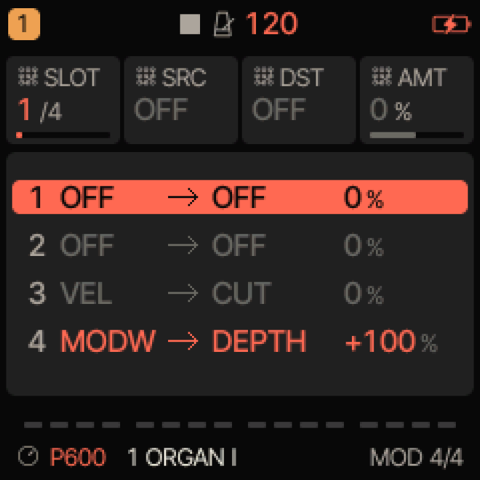 1 120
SLOT SRC DST AMT
1 /4 OFF OFF 0 %
1 OFF → OFF 0 %
2 OFF → OFF 0 %
3 VEL → CUT 0 %
4 MODW → DEPTH +100 %
P600 1 ORGAN I MOD 4/4